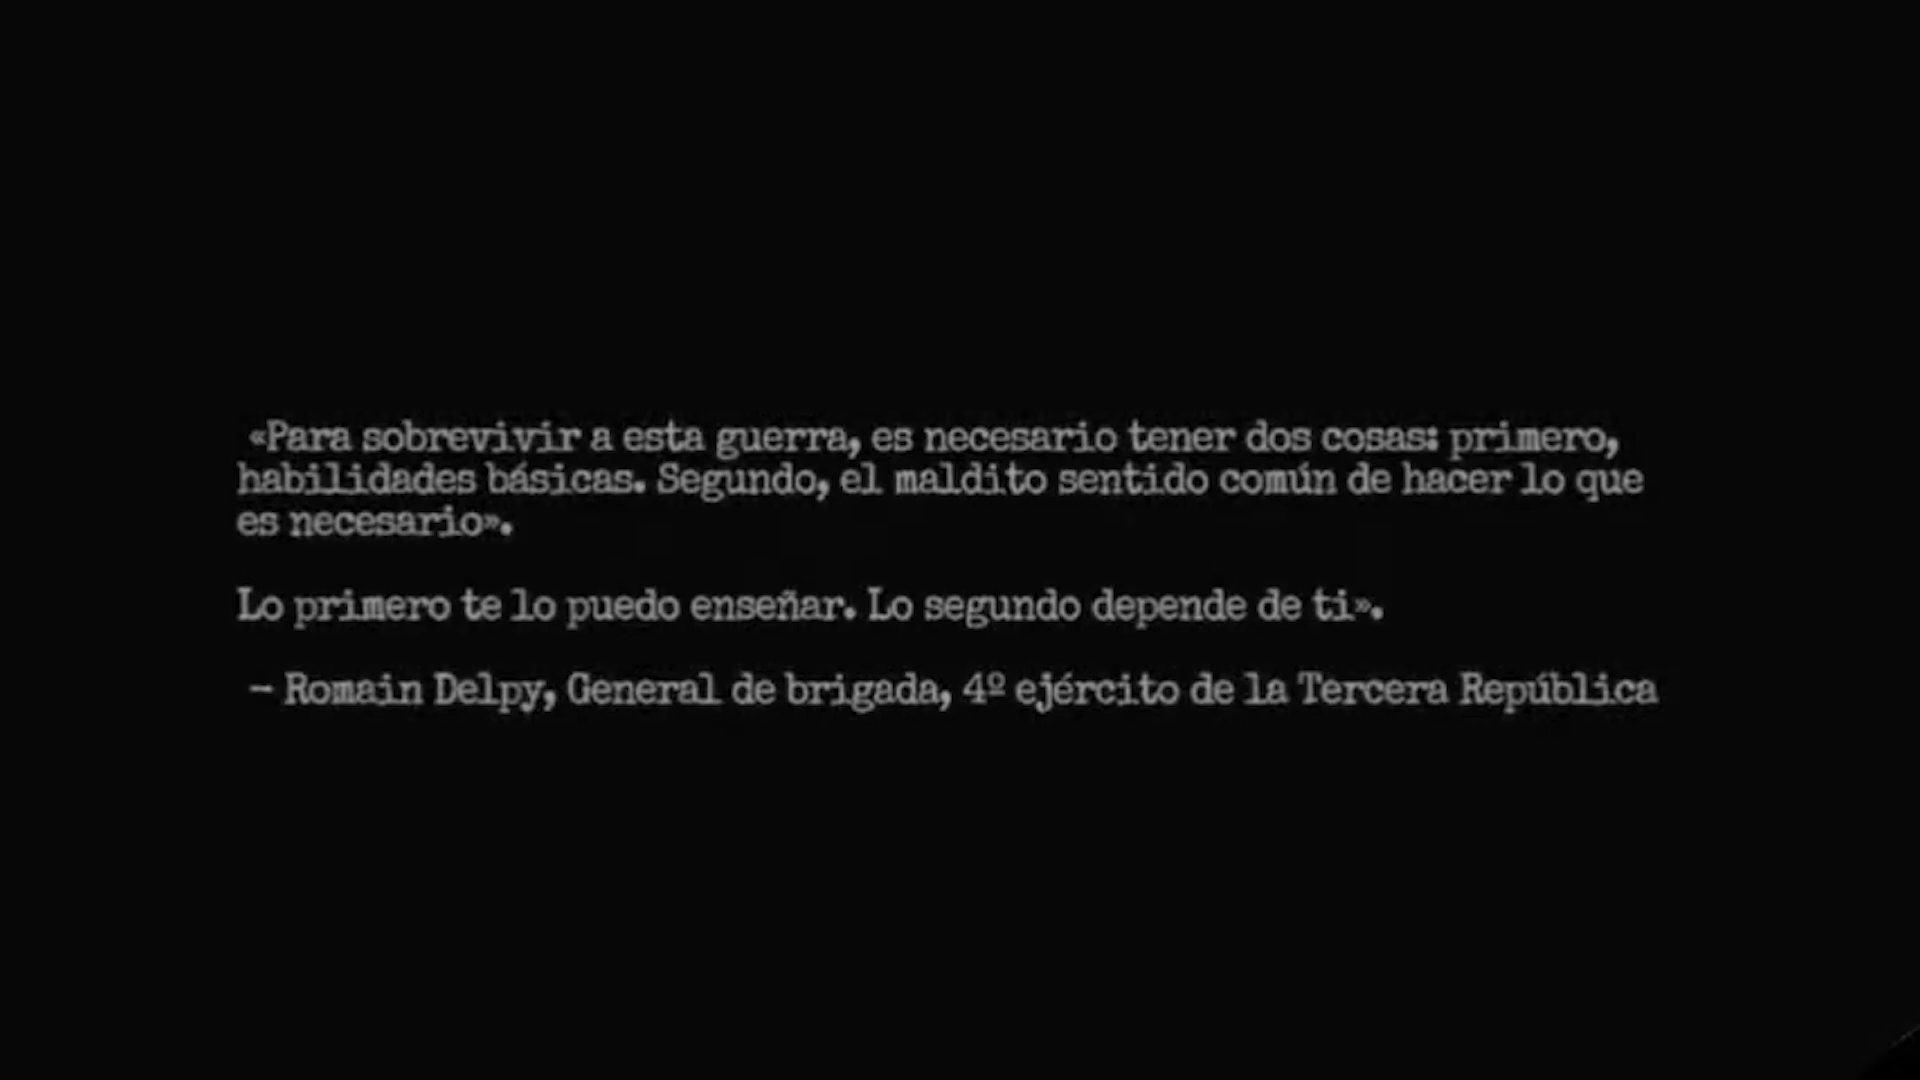 «Para sobrevivir a esta guerra, es necesario tener dos cosas: primero,
habilidades básicas. Segundo, el maldito sentido común de hacer lo que
es necesario».
Lo primero te lo puedo enseñar. Lo segundo depende de ti».
– Romain Delpy, General de brigada, 4º ejército de la Tercera República